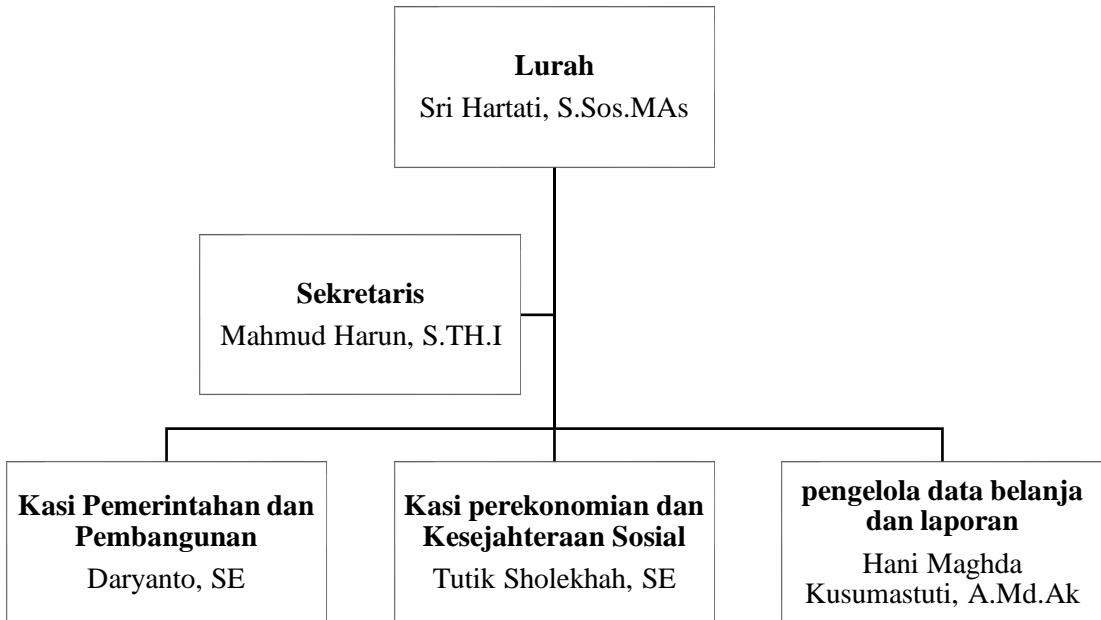 Lurah
Sri Hartati, S.Sos.MAs
Sekretaris
Mahmud Harun, S.TH.I
Kasi Pemerintahan dan
Pembangunan
Daryanto, SE
Kasi perekonomian dan
Kesejahteraan Sosial
Tutik Sholekhah, SE
pengelola data belanja
dan laporan
Hani Maghda
Kusumastuti, A.Md.Ak